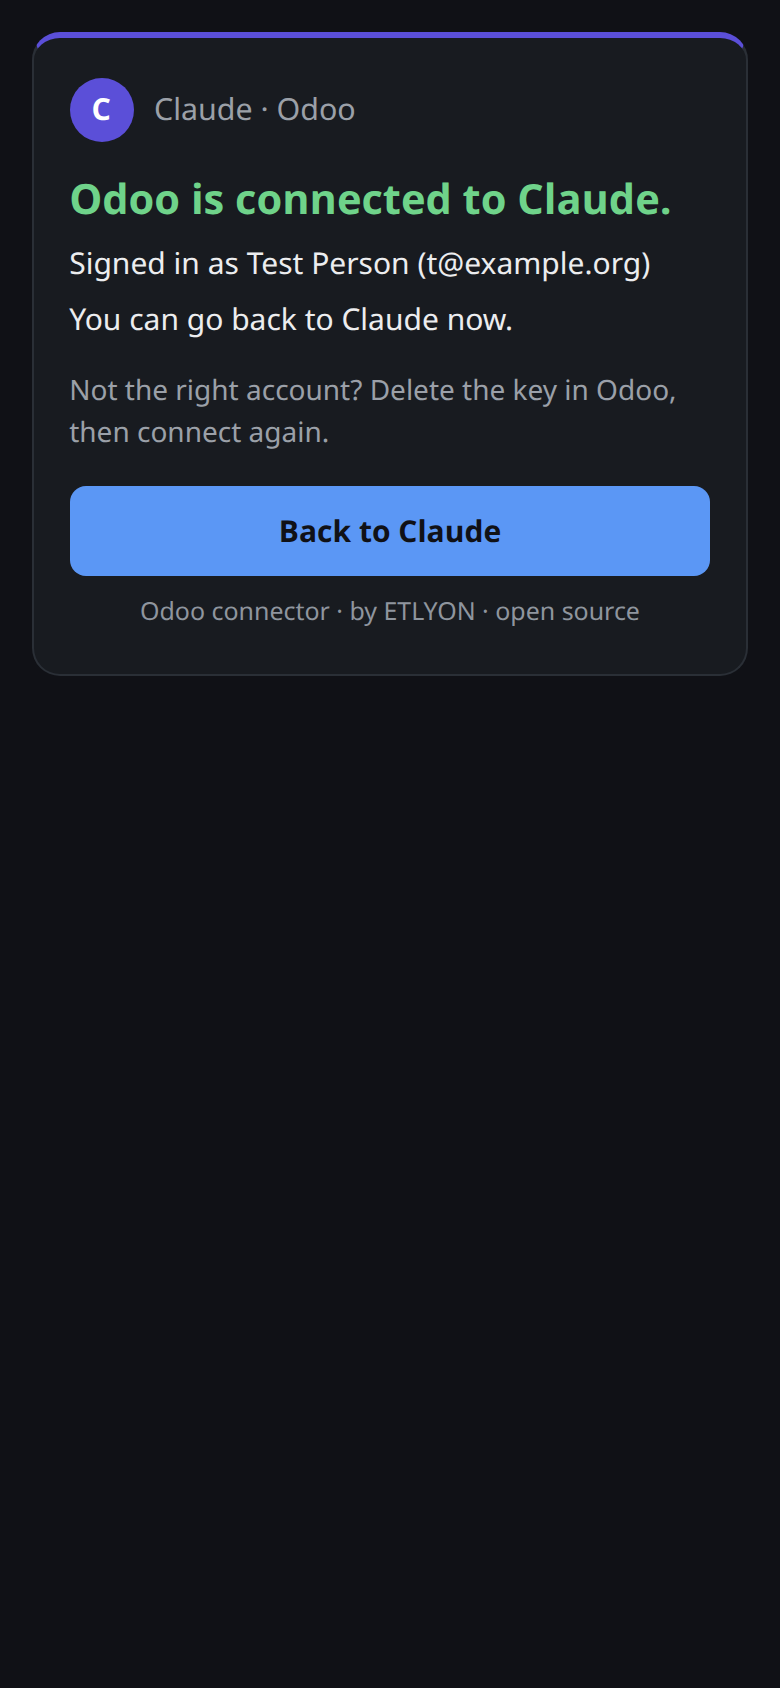 C
Claude · Odoo
Odoo is connected to Claude.
Signed in as Test Person (t@example.org)
You can go back to Claude now.
Not the right account? Delete the key in Odoo,
then connect again.
Back to Claude
Odoo connector · by ETLYON · open source